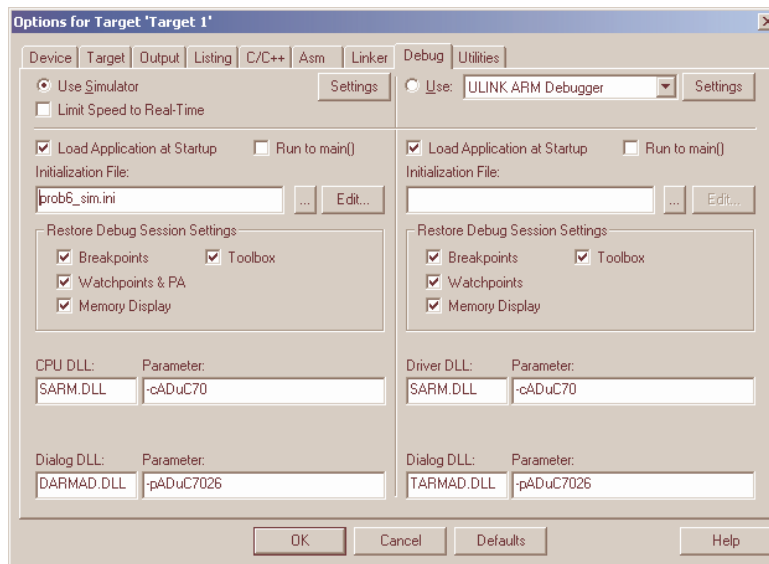 Options for Target 'Target 1'
Device Target Output Listing C/C++ Asm Linker Debug Utilities
Use Simulator Settings
Limit Speed to Real-Time
Use: ULINK ARM Debugger Settings
Load Application at Startup Run to main()
Initialization File:
prob6_sim.ini ... Edit...
Load Application at Startup Run to main()
Initialization File:
... Edit...
Restore Debug Session Settings
Breakpoints Toolbox
Watchpoints & PA
Memory Display
Restore Debug Session Settings
Breakpoints Toolbox
Watchpoints
Memory Display
CPU DLL: Parameter:
SARM.DLL -cADuC70
Driver DLL: Parameter:
SARM.DLL -cADuC70
Dialog DLL: Parameter:
DARMAD.DLL -pADuC7026
Dialog DLL: Parameter:
TARMAD.DLL -pADuC7026
OK Cancel Defaults Help